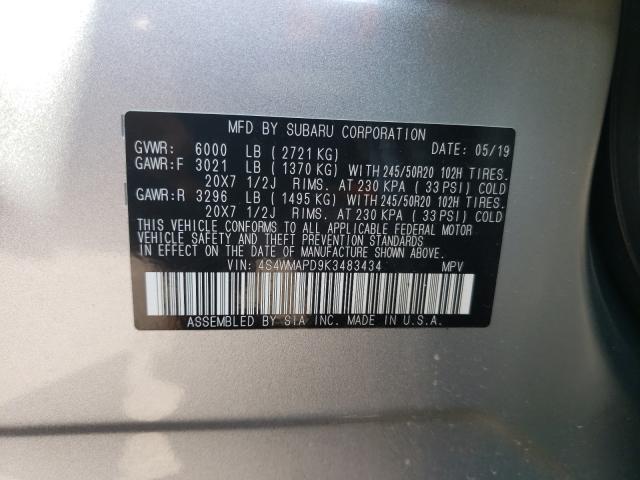 MFD BY SUBARU CORPORATION
GVWR: 6000 LB ( 2721 KG) DATE: 05/19
GAWR:F 3021 LB ( 1370 KG) WITH 245/50R20 102H TIRES.
20X7 1/2J RIMS. AT 230 KPA ( 33 PSI) COLD
GAWR:R 3296 LB ( 1495 KG) WITH 245/50R20 102H TIRES.
20X7 1/2J RIMS. AT 230 KPA ( 33 PSI) COLD
THIS VEHICLE CONFORMS TO ALL APPLICABLE FEDERAL MOTOR
VEHICLE SAFETY AND THEFT PREVENTION STANDARDS
IN EFFECT ON THE DATE OF MANUFACTURE SHOWN ABOVE.
VIN: 4S4WMAPD9K3483434 MPV
ASSEMBLED BY SIA INC. MADE IN U.S.A.